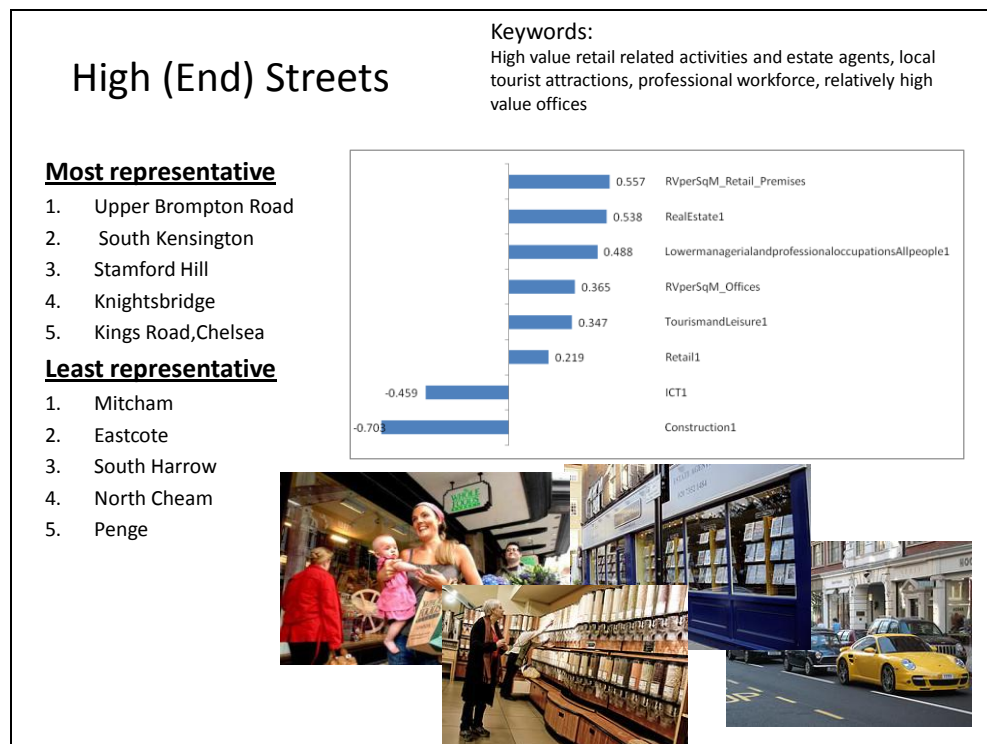 High (End) Streets
Keywords:
High value retail related activities and estate agents, local
tourist attractions, professional workforce, relatively high
value offices
Most representative
1. Upper Brompton Road
2. South Kensington
3. Stamford Hill
4. Knightsbridge
5. Kings Road,Chelsea
Least representative
1. Mitcham
2. Eastcote
3. South Harrow
4. North Cheam
5. Penge
0.557 RVperSqM_Retail_Premises
0.538 RealEstate1
0.488 LowermanagerialandprofessionaloccupationsAllpeople1
0.365 RVperSqM_Offices
0.347 TourismandLeisure1
0.219 Retail1
-0.459 ICT1
-0.703 Construction1
WHOLE
FOODS
ESTATE AGENTS